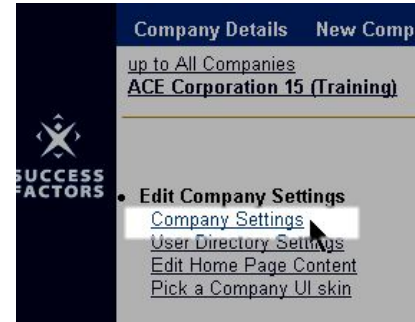 Company Details New Comp
up to All Companies
ACE Corporation 15 (Training)
SUCCESS
FACTORS
• Edit Company Settings
Company Settings
User Directory Settings
Edit Home Page Content
Pick a Company UI skin